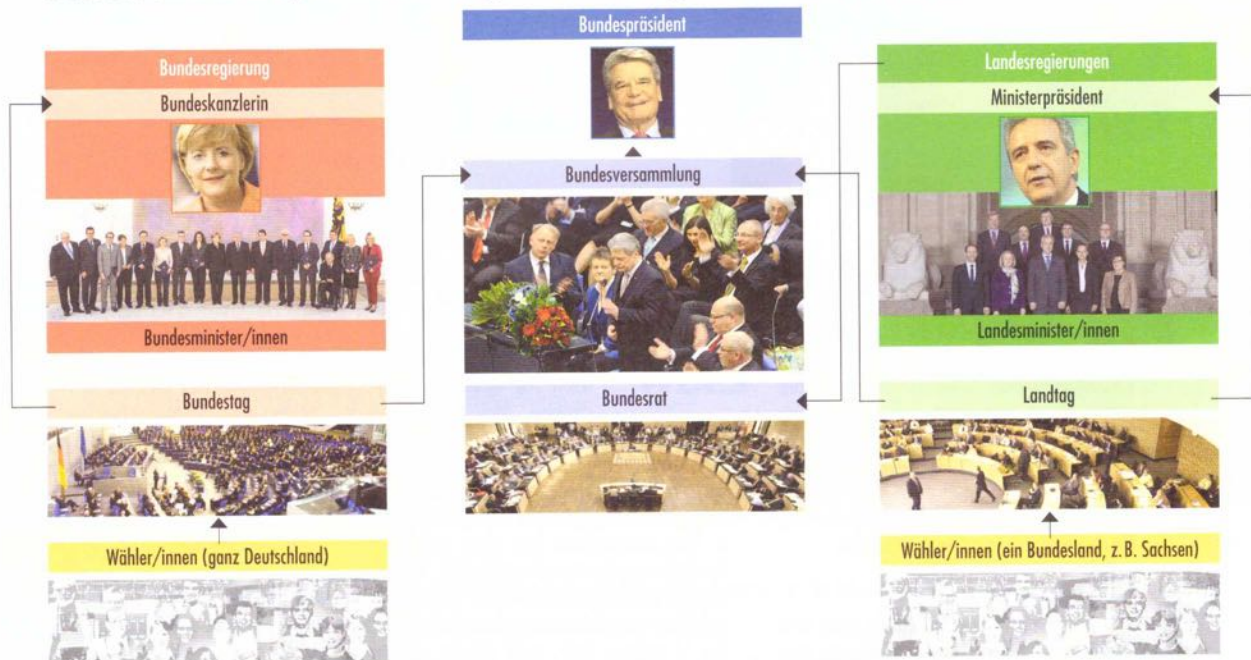 Bundespräsident
Bundesregierung
Bundeskanzlerin
Bundesminister/innen
Bundestag
Wähler/innen (ganz Deutschland)
Bundesversammlung
Bundesrat
Landesregierungen
Ministerpräsident
Landesminister/innen
Landtag
Wähler/innen (ein Bundesland, z. B. Sachsen)